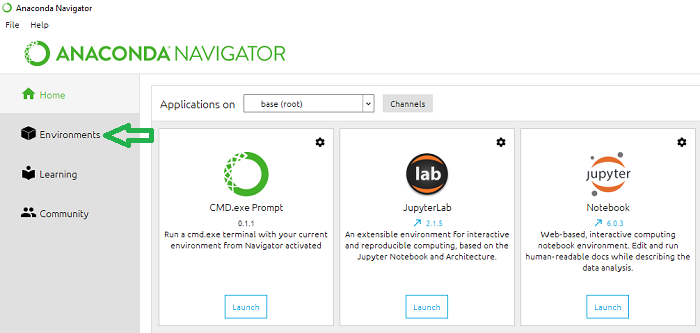 Anaconda Navigator
File Help
ANACONDA NAVIGATOR
Home
Environments
Learning
Community
Applications on base (root) Channels
CMD.exe Prompt
0.1.1
Run a cmd.exe terminal with your current
environment from Navigator activated
Launch
lab
JupyterLab
2.1.5
An extensible environment for interactive
and reproducible computing, based on the
Jupyter Notebook and Architecture.
Launch
jupyter
Notebook
6.0.3
Web-based, interactive computing
notebook environment. Edit and run
human-readable docs while describing the
data analysis.
Launch